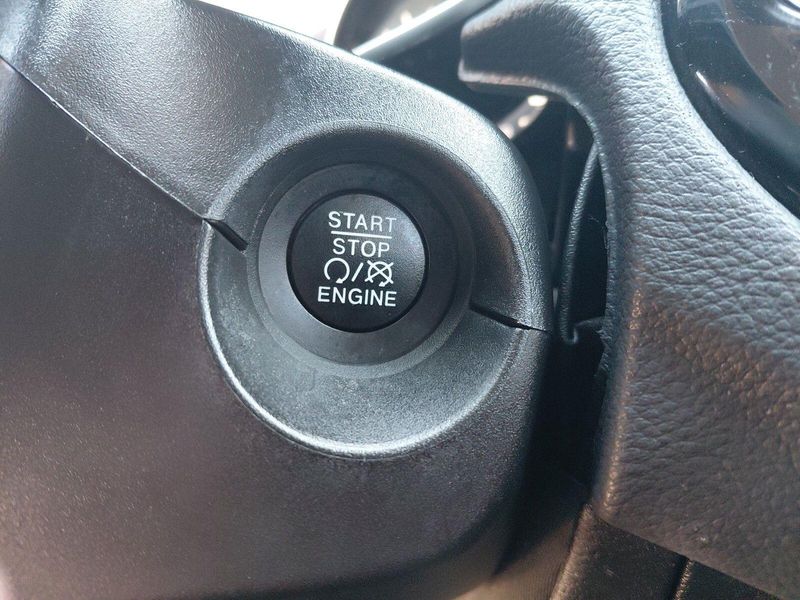 START
STOP
/
ENGINE